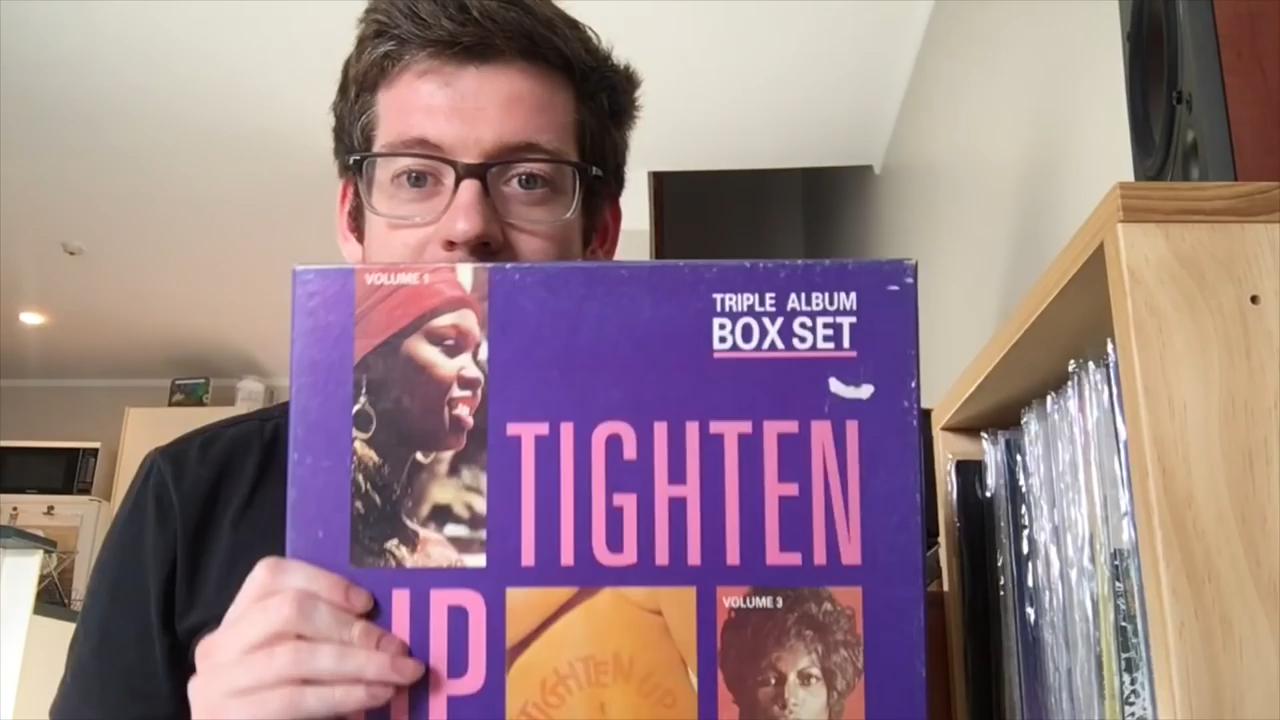 VOLUME 1
TRIPLE ALBUM
BOX SET
TIGHTEN
UP
TIGHTEN UP
VOLUME 3